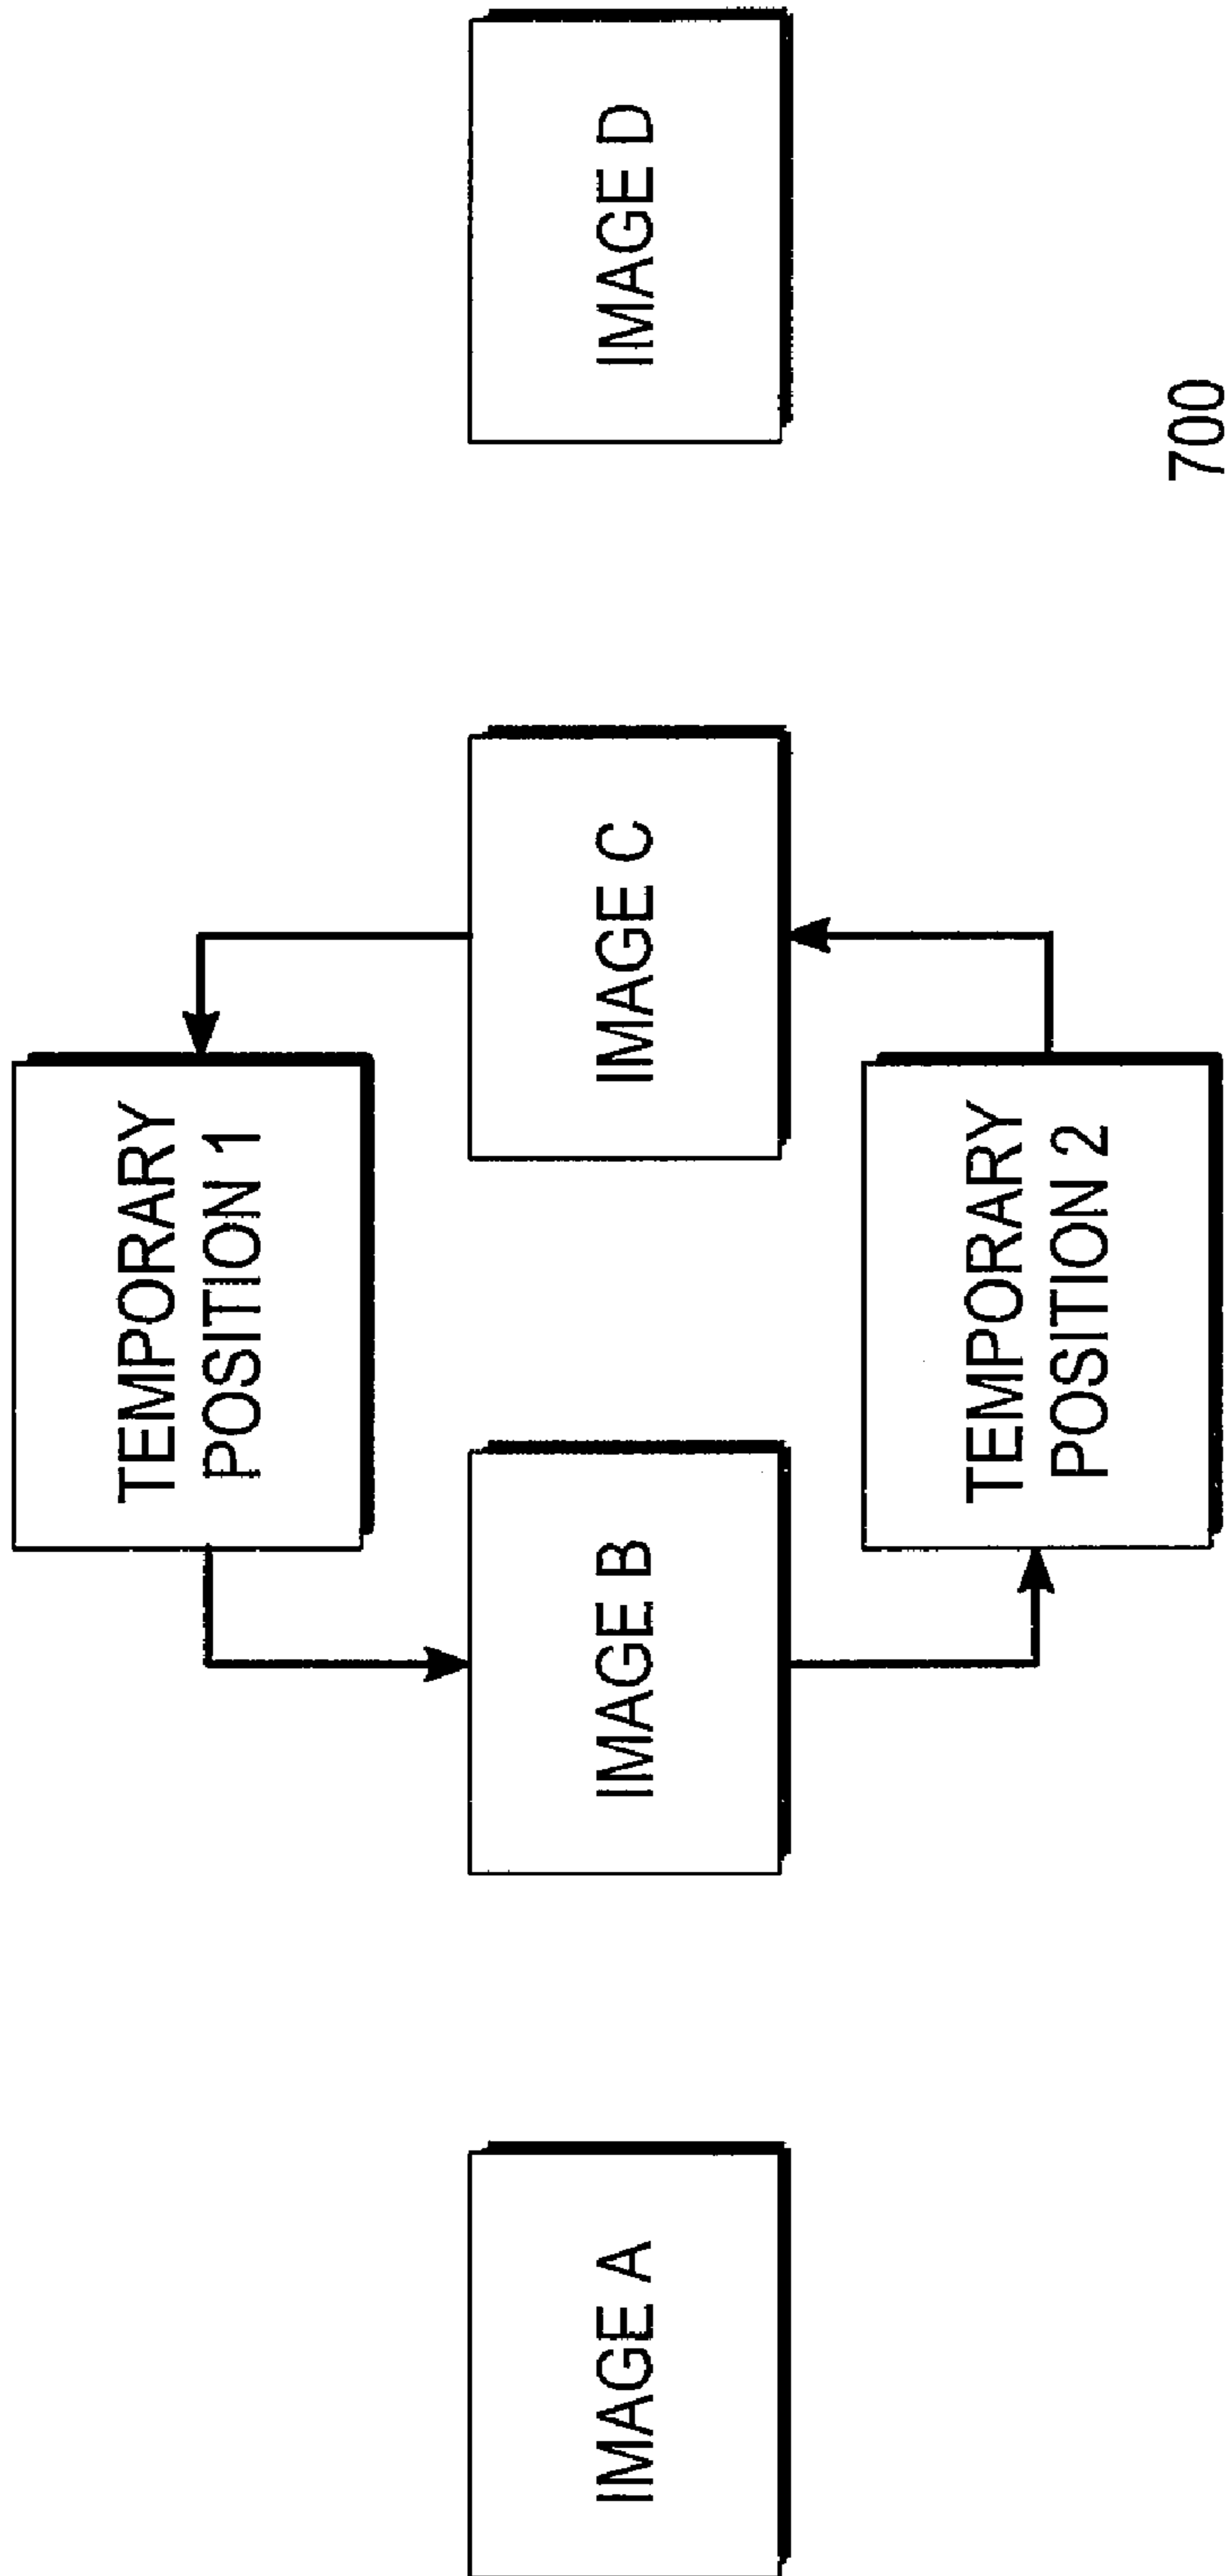 TEMPORARY
POSITION 1
IMAGE A
IMAGE B
IMAGE C
IMAGE D
TEMPORARY
POSITION 2
700